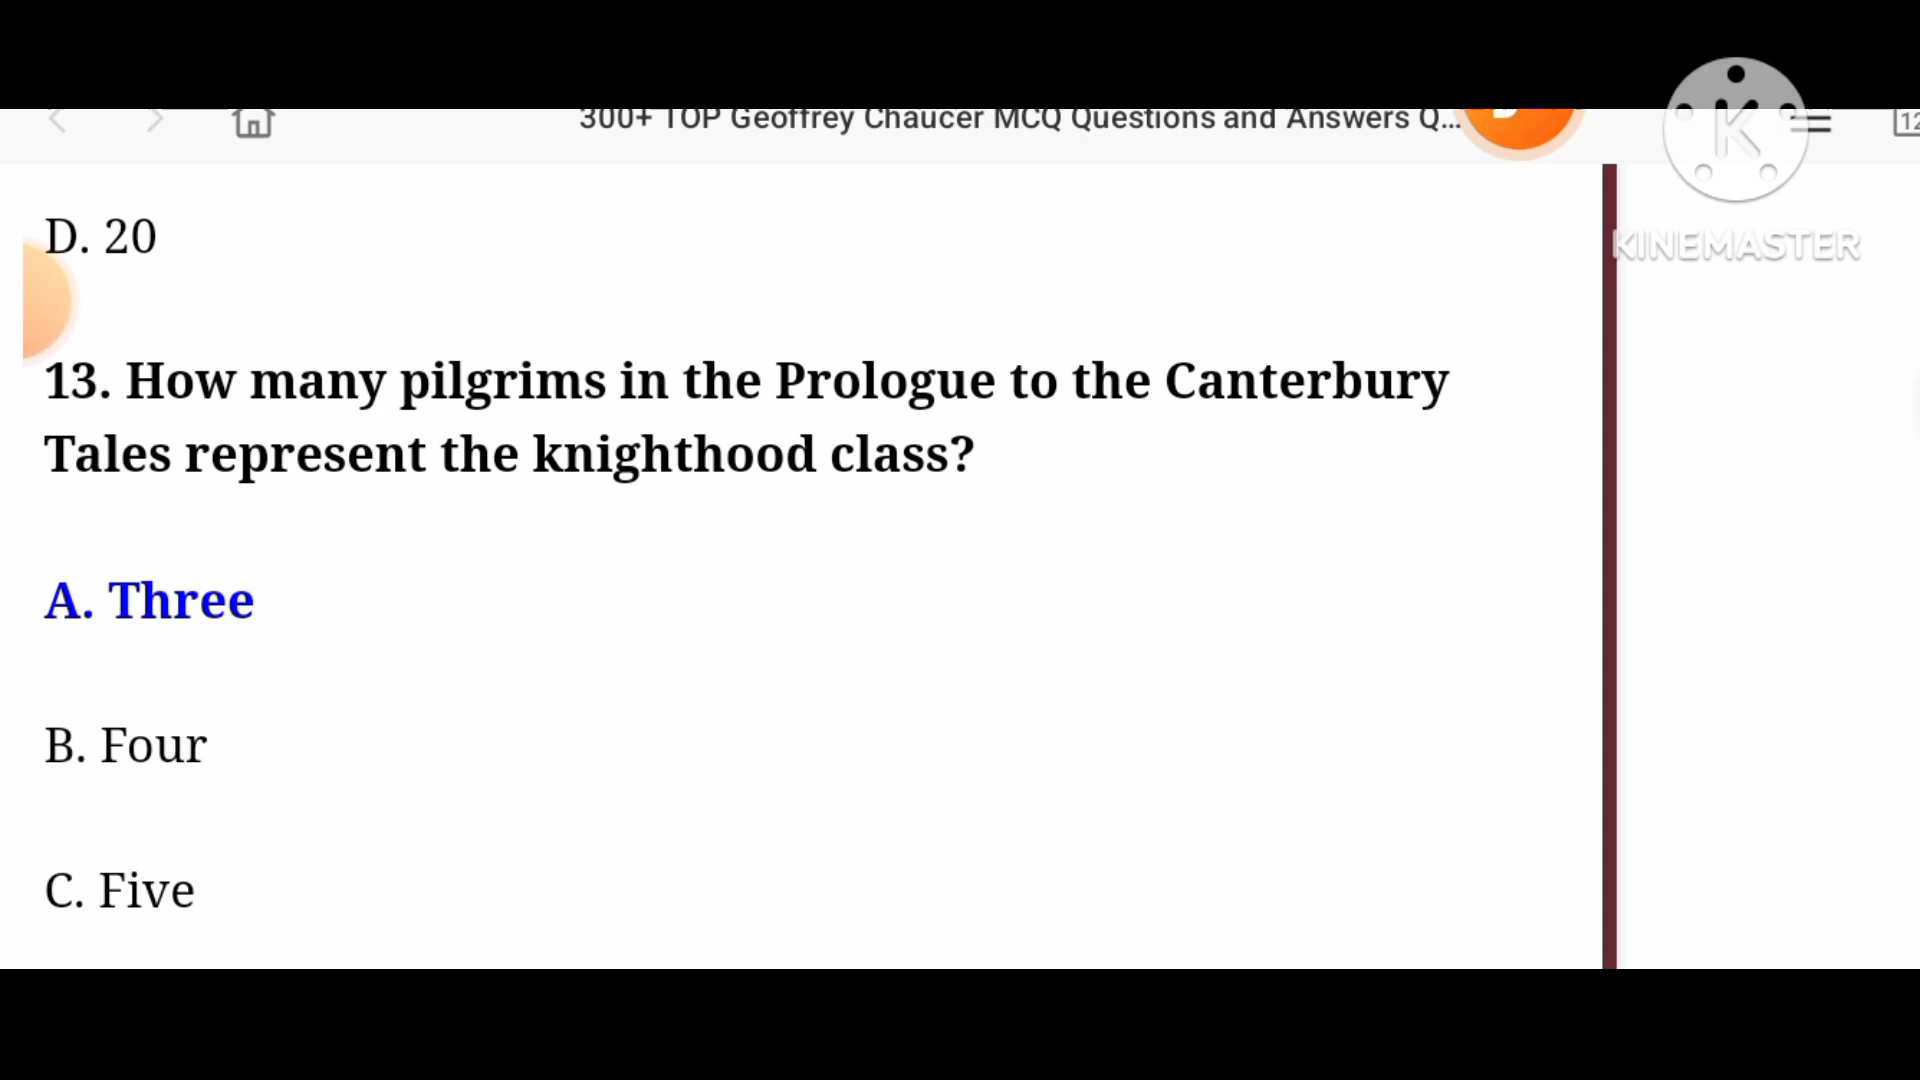 300+ TOP Geoffrey Chaucer MCQ Questions and Answers Q...
12
K
KINEMASTER
D. 20
13. How many pilgrims in the Prologue to the Canterbury
Tales represent the knighthood class?
A. Three
B. Four
C. Five